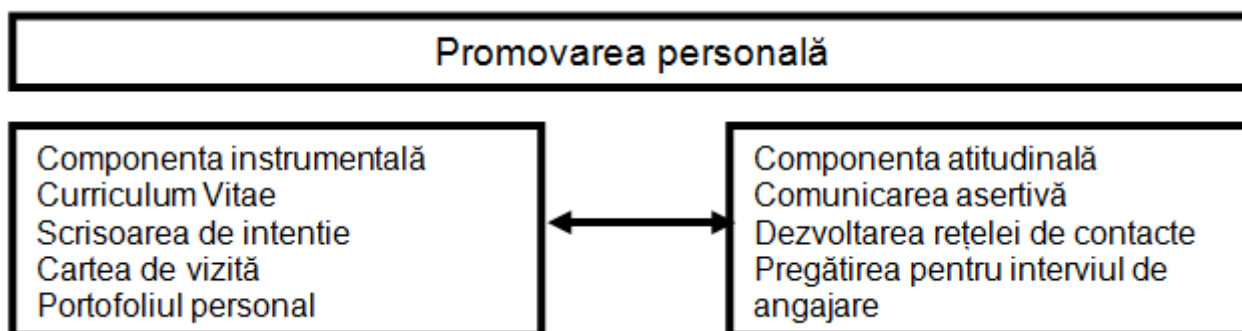 Promovarea personală
Componenta instrumentală
Curriculum Vitae
Scrisoarea de intentie
Cartea de vizită
Portofoliul personal
Componenta atitudinală
Comunicarea asertivă
Dezvoltarea rețelei de contacte
Pregătirea pentru interviul de
angajare